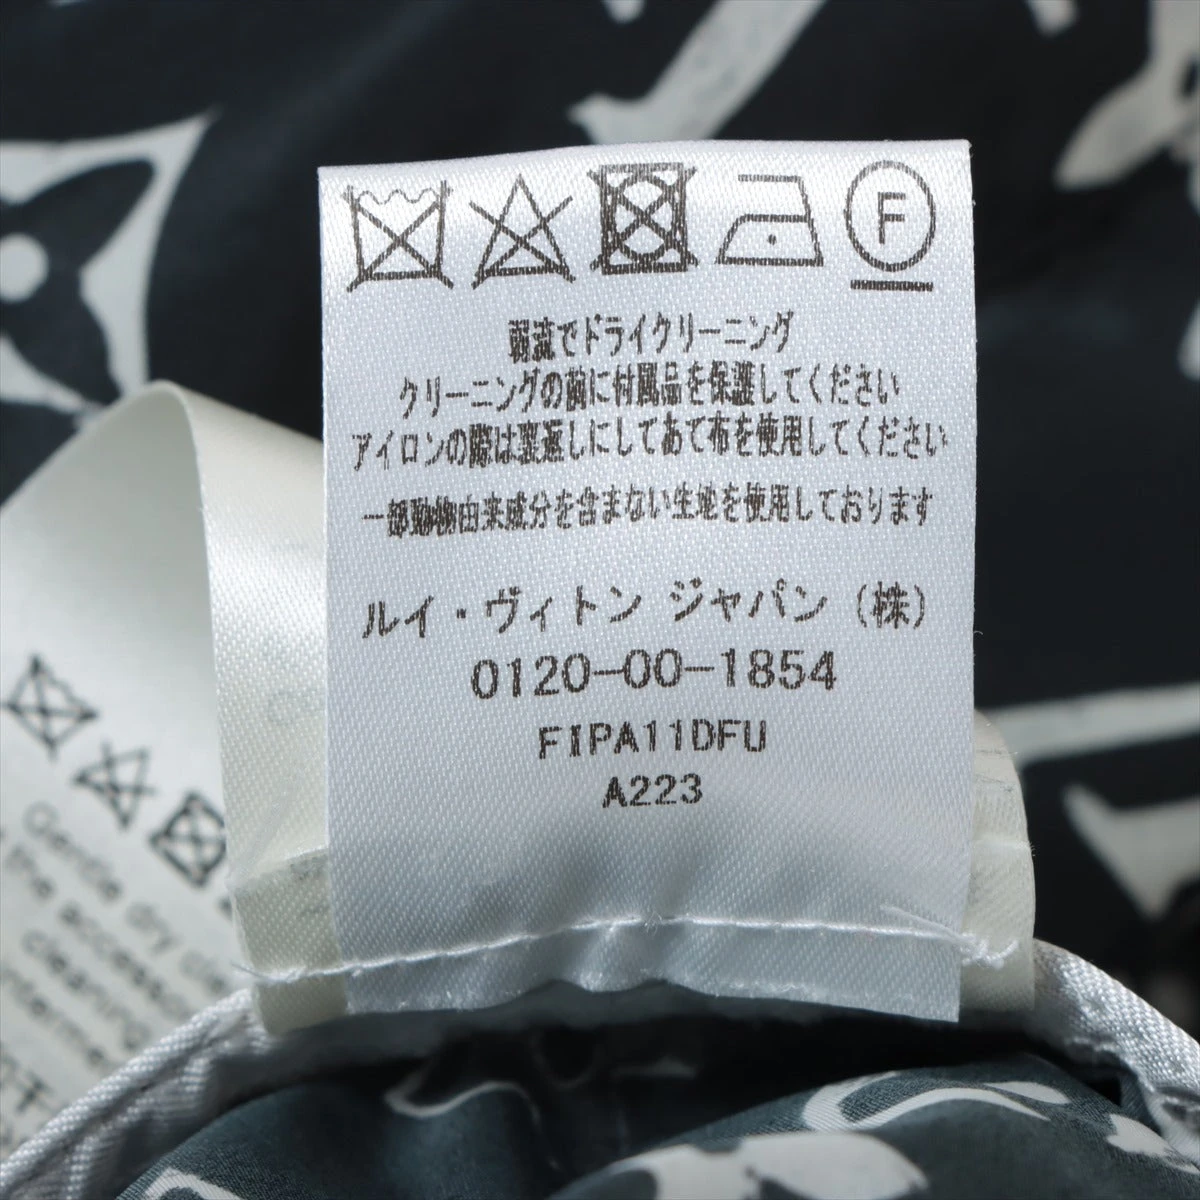 F
弱流でドライクリーニング
クリーニングの前に付属品を保護してください
アイロンの際は裏返しにしてあて布を使用してください
一部動物由来成分を含まない生地を使用しております
ルイ・ヴィトン ジャパン (株)
0120-00-1854
FIPA11DFU
A223
Gentle dry
the
cleaning